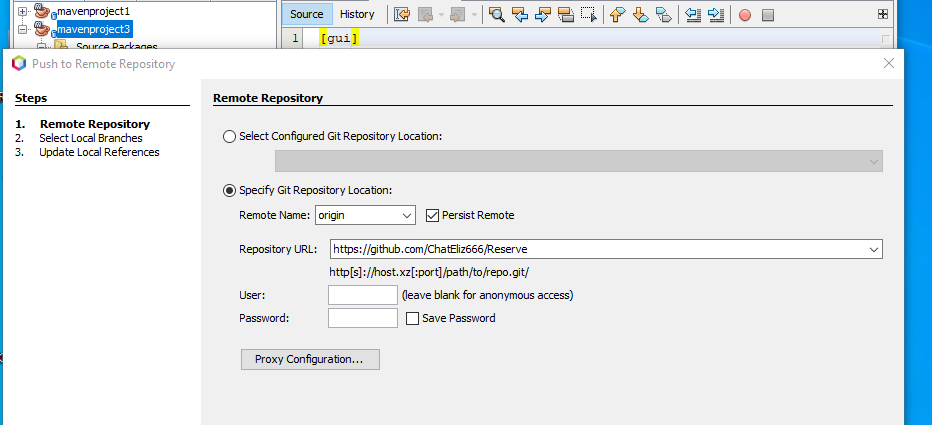 mavenproject1
mavenproject3
Source Packages
Source History
1 [gui]
Push to Remote Repository
Steps
1. Remote Repository
2. Select Local Branches
3. Update Local References
Remote Repository
Select Configured Git Repository Location:
Specify Git Repository Location:
Remote Name: origin Persist Remote
Repository URL: https://github.com/ChatEliz666/Reserve
http[s]://host.xz[:port]/path/to/repo.git/
User: (leave blank for anonymous access)
Password: Save Password
Proxy Configuration...